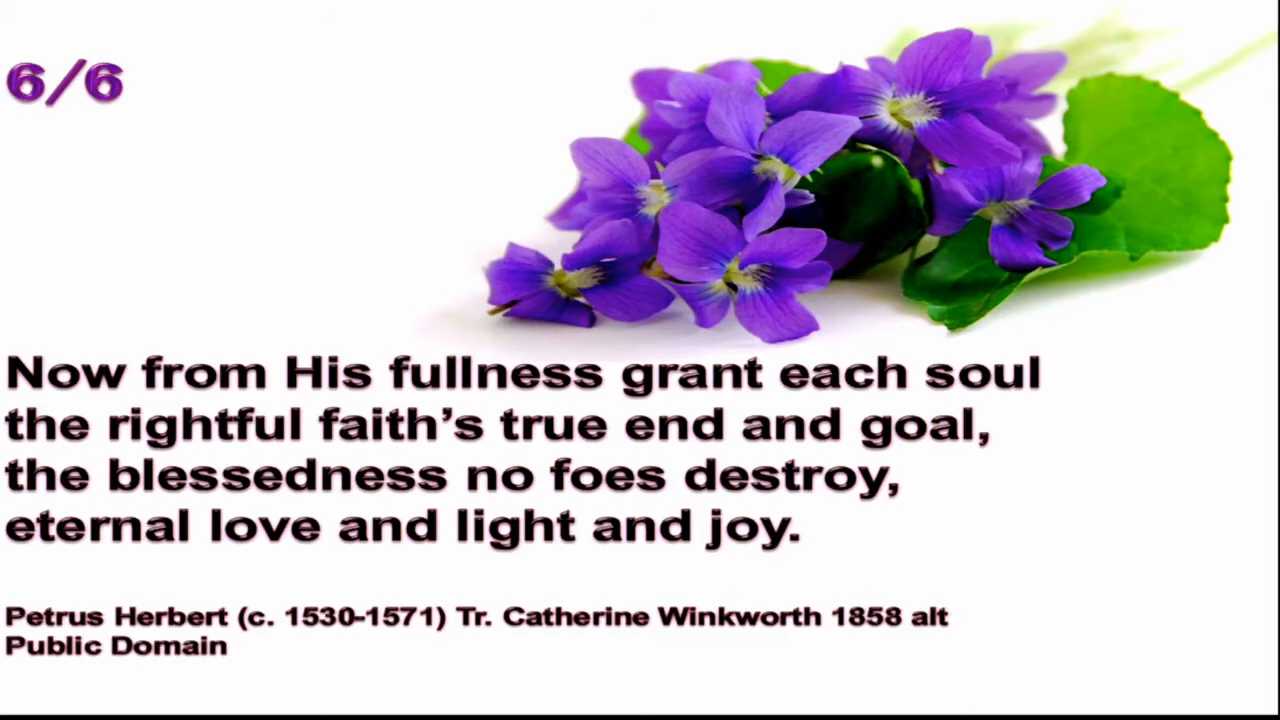 6/6
Now from His fullness grant each soul
the rightful faith’s true end and goal,
the blessedness no foes destroy,
eternal love and light and joy.
Petrus Herbert (c. 1530-1571) Tr. Catherine Winkworth 1858 alt
Public Domain